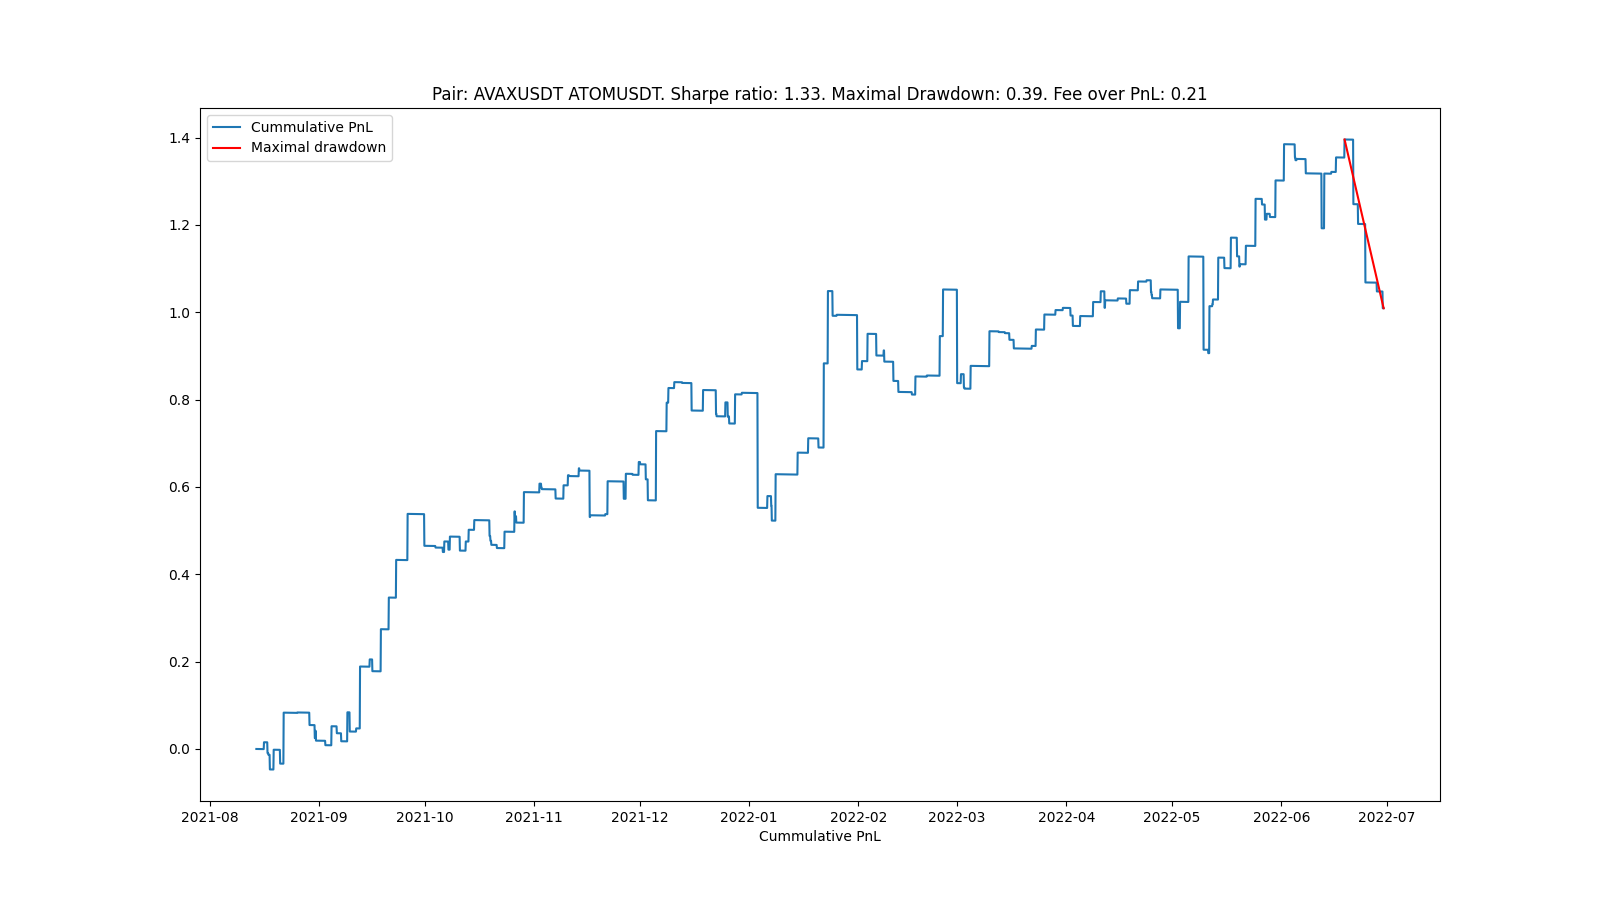 Pair: AVAXUSDT ATOMUSDT. Sharpe ratio: 1.33. Maximal Drawdown: 0.39. Fee over PnL: 0.21
Cummulative PnL
Maximal drawdown
1.4
1.2
1.0
0.8
0.6
0.4
0.2
0.0
2021-08 2021-09 2021-10 2021-11 2021-12 2022-01 2022-02 2022-03 2022-04 2022-05 2022-06 2022-07
Cummulative PnL